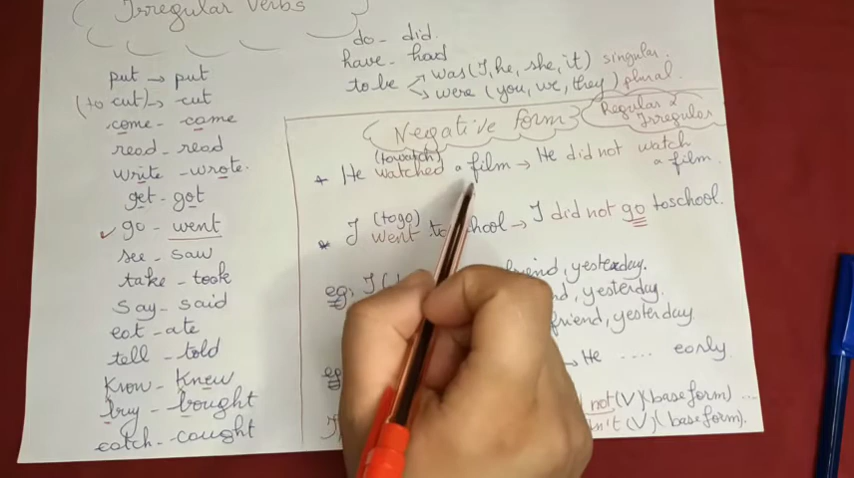 Irregular Verbs
put → put
(to cut) → cut
come - came
read - read
write - wrote.
get - got
✓ go - went
see - saw
take - took
say - said
eat - ate
tell - told
Know - Knew
buy - bought
catch - caught
do - did.
have - had
to be
was (I, he, she, it) singular.
were (you, we, they) plural.
Negative form
Regular &
Irregular
(to watch)
* He watched a film → He did not watch
a film.
(to go)
* I went to school → I did not go to school.
eg: I friend, yesterday.
yesterday.
friend, yesterday
eg → He .... early
not (V) (base form) ...
(V) (base form).